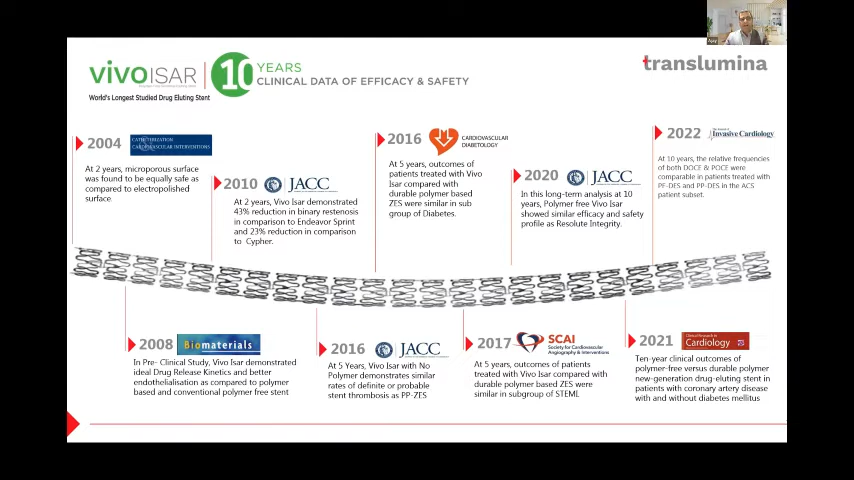 vivo ISAR
10 YEARS
CLINICAL DATA OF EFFICACY & SAFETY
World's Longest Studied Drug Eluting Stent
translumina
2004
CARDIOVASCULAR INTERVENTIONS
At 2 years, microporous surface
was found to be equally safe as
compared to electropolished
surface.
2010 JACC
At 2 years, Vivo Isar demonstrated
43% reduction in binary restenosis
in comparison to Endeavor Sprint
and 23% reduction in comparison
to Cypher.
2016 CARDIOVASCULAR
DIABETOLOGY
At 5 years, outcomes of
patients treated with Vivo
Isar compared with
durable polymer based
ZES were similar in sub
group of Diabetes.
2020 JACC
In this long-term analysis at 10
years, Polymer free Vivo Isar
showed similar efficacy and safety
profile as Resolute Integrity.
2022 Invasive Cardiology
At 10 years, the relative frequencies
of both DOCE & POCE were
comparable in patients treated with
PF-DES and PP-DES in the ACS
patient subset.
2008 Biomaterials
In Pre- Clinical Study, Vivo Isar demonstrated
ideal Drug Release Kinetics and better
endothelialisation as compared to polymer
based and conventional polymer free stent
2016 JACC
At 5 Years, Vivo Isar with No
Polymer demonstrates similar
rates of definite or probable
stent thrombosis as PP-ZES
2017 SCAI
Society for Cardiovascular
Angiography & Interventions
At 5 years, outcomes of patients
treated with Vivo Isar compared with
durable polymer based ZES were
similar in subgroup of STEML
2021 Clinical Research in
Cardiology
Ten-year clinical outcomes of
polymer-free versus durable polymer
new-generation drug-eluting stent in
patients with coronary artery disease
with and without diabetes mellitus